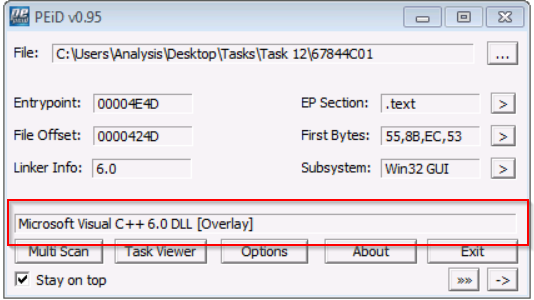 PEiD v0.95
File: C:\Users\Analysis\Desktop\Tasks\Task 12\67844C01 ...
Entrypoint: 00004E4D EP Section: .text >
File Offset: 0000424D First Bytes: 55,8B,EC,53 >
Linker Info: 6.0 Subsystem: Win32 GUI >
Microsoft Visual C++ 6.0 DLL [Overlay]
Multi Scan Task Viewer Options About Exit
Stay on top »» ->